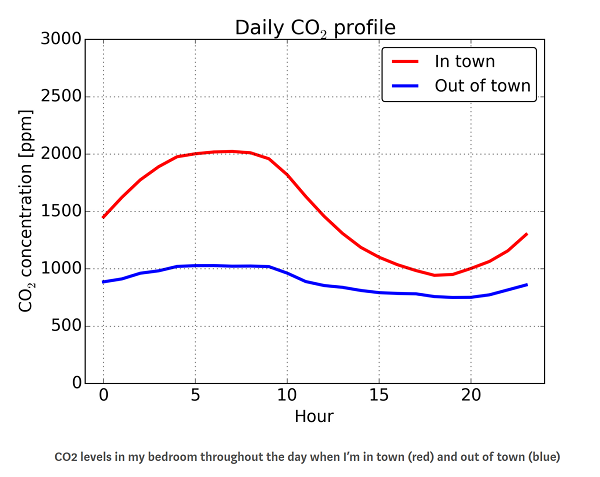 Daily CO₂ profile
3000
2500
2000
1500
1000
500
0
CO₂ concentration [ppm]
In town
Out of town
0 5 10 15 20
Hour
CO2 levels in my bedroom throughout the day when I’m in town (red) and out of town (blue)